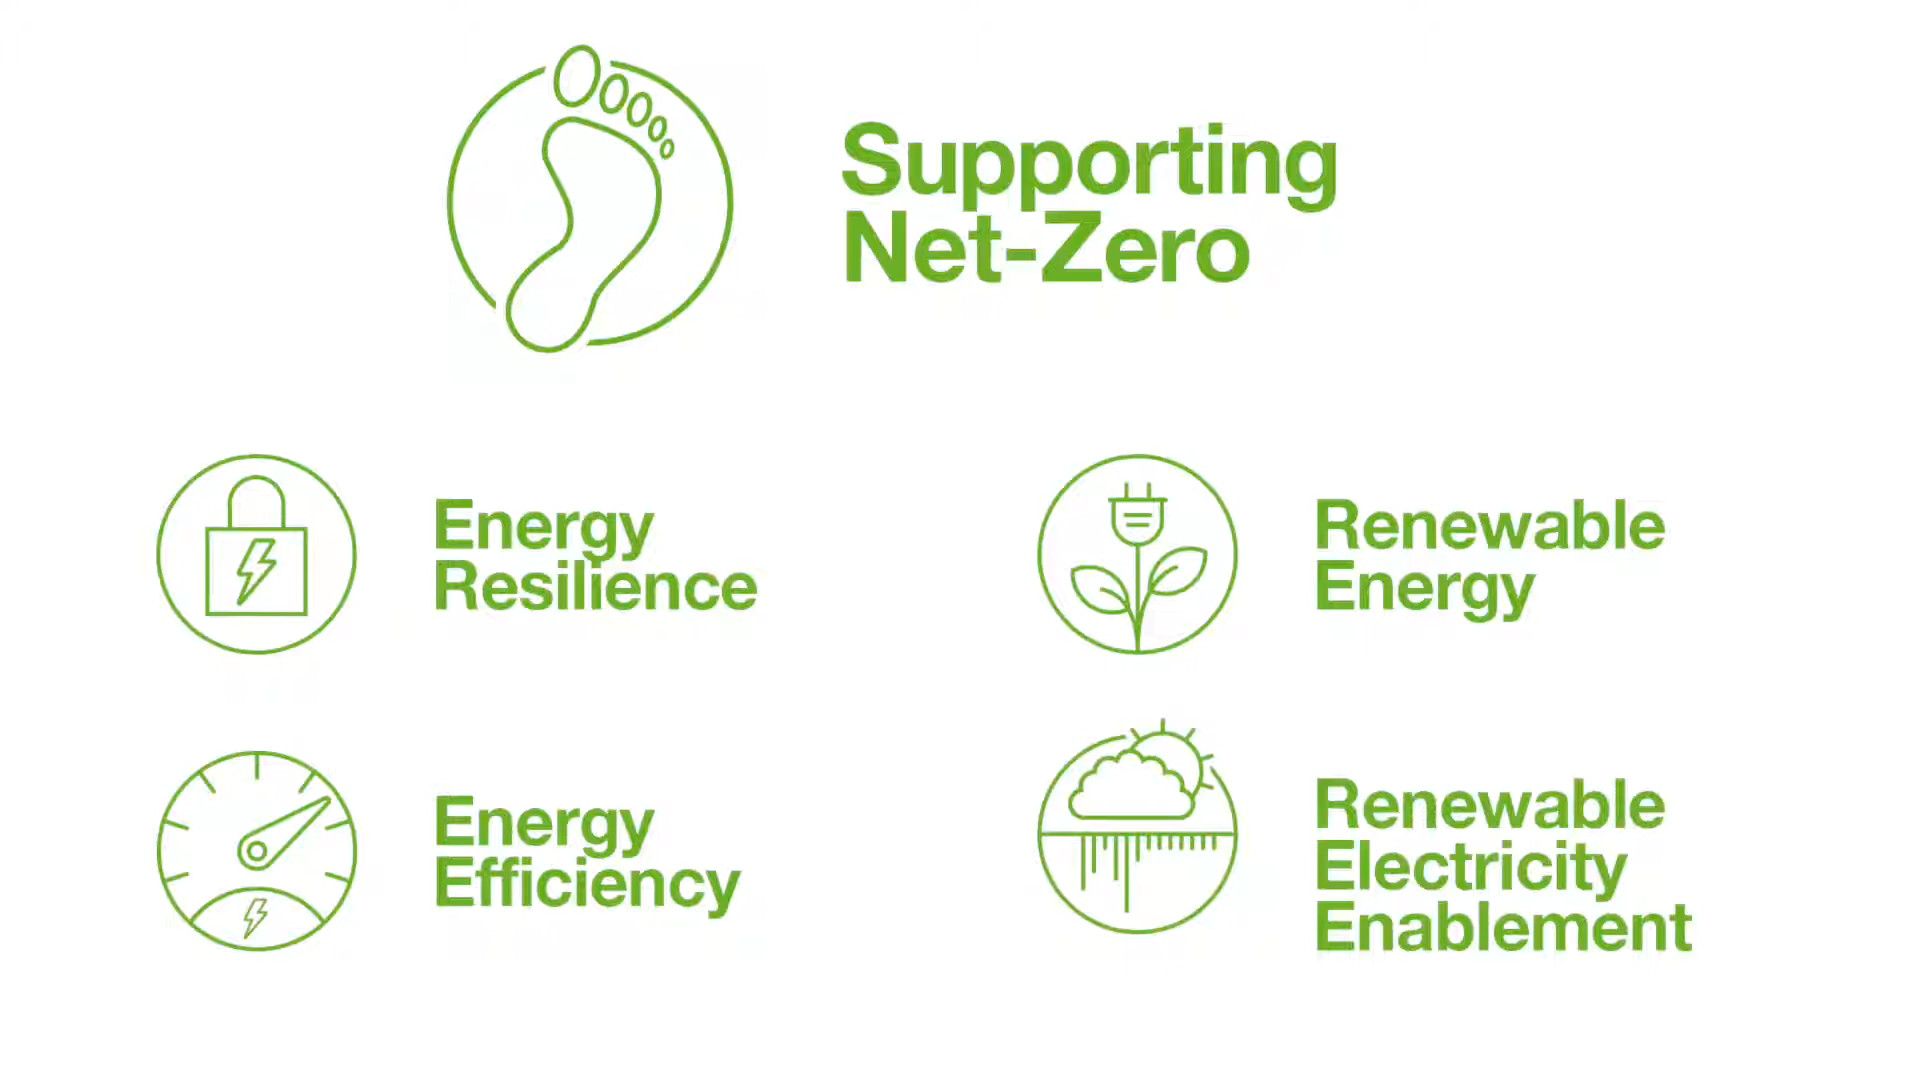 Supporting
Net-Zero
Energy
Resilience
Renewable
Energy
Energy
Efficiency
Renewable
Electricity
Enablement